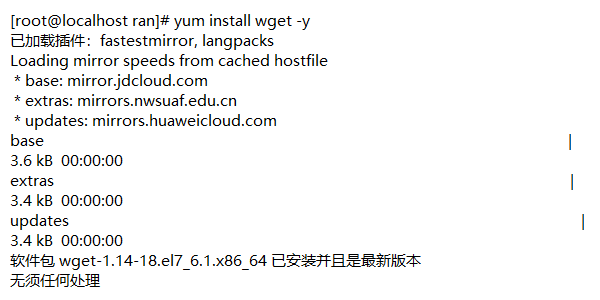 [root@localhost ran]# yum install wget -y
已加载插件：fastestmirror, langpacks
Loading mirror speeds from cached hostfile
 * base: mirror.jdcloud.com
 * extras: mirrors.nwsuaf.edu.cn
 * updates: mirrors.huaweicloud.com
base |
3.6 kB  00:00:00
extras |
3.4 kB  00:00:00
updates |
3.4 kB  00:00:00
软件包 wget-1.14-18.el7_6.1.x86_64 已安装并且是最新版本
无须任何处理